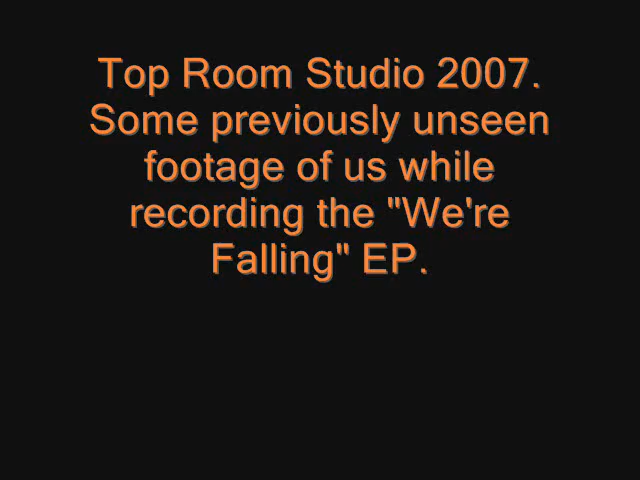 Top Room Studio 2007.
Some previously unseen
footage of us while
recording the "We're
Falling" EP.